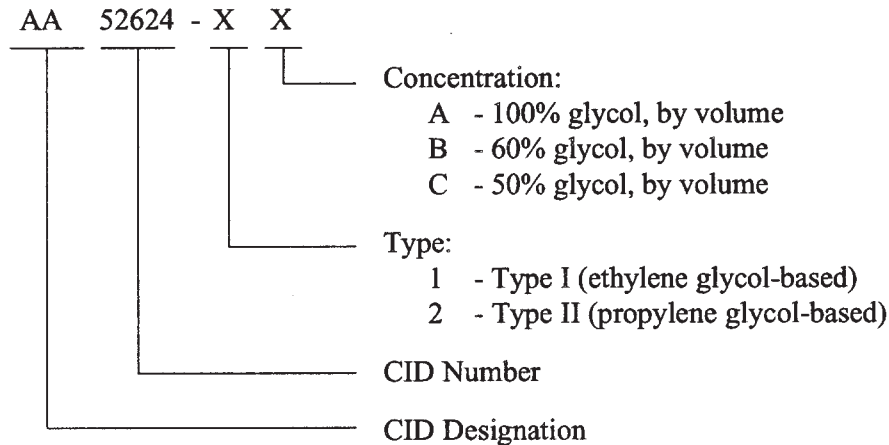 AA 52624 - X X
Concentration:
A - 100% glycol, by volume
B - 60% glycol, by volume
C - 50% glycol, by volume
Type:
1 - Type I (ethylene glycol-based)
2 - Type II (propylene glycol-based)
CID Number
CID Designation